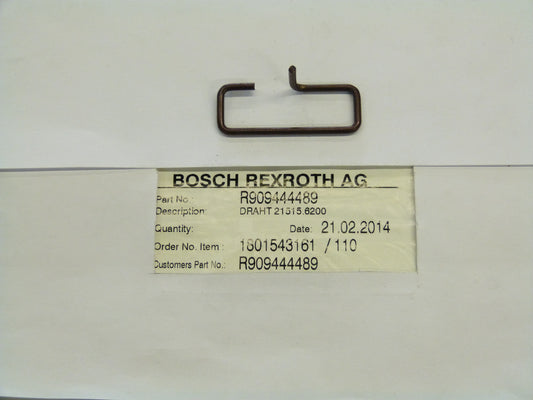 BOSCH REXROTH AG
Part No.: R909444489
Description: DRAHT 21315.6200
Quantity: Date: 21.02.2014
Order No. Item: 1801543161 / 110
Customers Part No.: R909444489